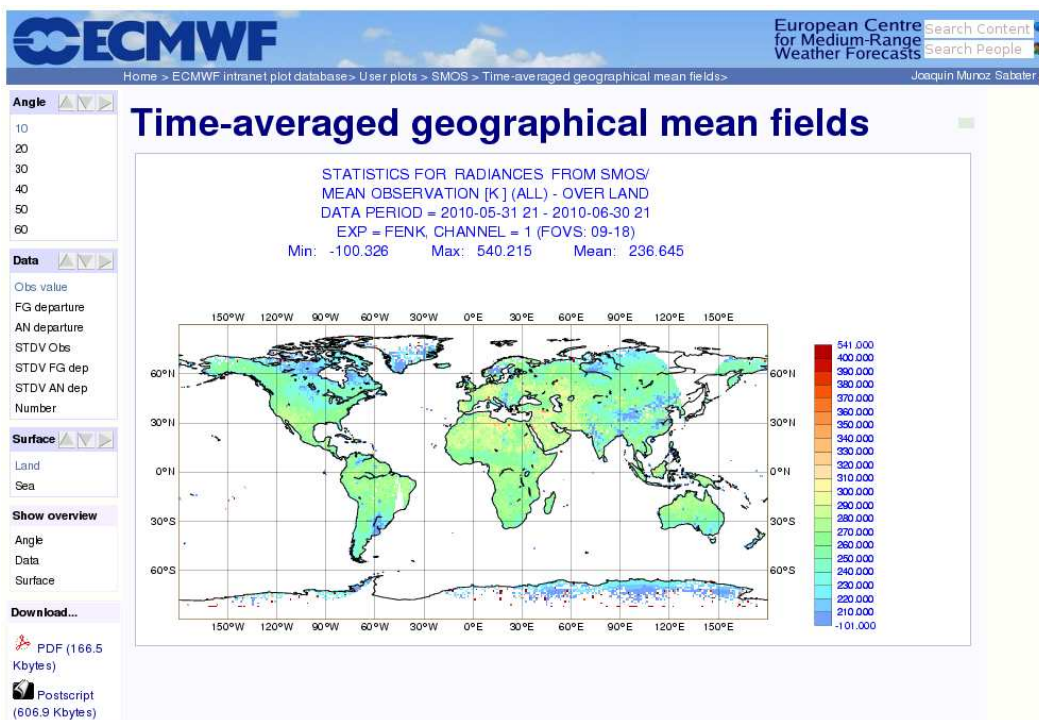 ECMWF
European Centre
for Medium-Range
Weather Forecasts
Search Content
Search People
Home > ECMWF intranet plot database> User plots > SMOS > Time-averaged geographical mean fields>
Joaquin Munoz Sabater
Angle
10
20
30
40
50
60
Data
Obs value
FG departure
AN departure
STDV Obs
STDV FG dep
STDV AN dep
Number
Surface
Land
Sea
Show overview
Angle
Data
Surface
Download...
PDF (166.5
Kbytes)
Postscript
(606.9 Kbytes)
Time-averaged geographical mean fields
STATISTICS FOR RADIANCES FROM SMOS/
MEAN OBSERVATION [K ] (ALL) - OVER LAND
DATA PERIOD = 2010-05-31 21 - 2010-06-30 21
EXP = FENK, CHANNEL = 1 (FOVS: 09-18)
Min: -100.326 Max: 540.215 Mean: 236.645
150°W 120°W 90°W 60°W 30°W 0°E 30°E 60°E 90°E 120°E 150°E
60°N 60°N
30°N 30°N
0°N 0°N
30°S 30°S
60°S 60°S
150°W 120°W 90°W 60°W 30°W 0°E 30°E 60°E 90°E 120°E 150°E
541.000
400.000
390.000
380.000
370.000
360.000
350.000
340.000
330.000
320.000
310.000
300.000
290.000
280.000
270.000
260.000
250.000
240.000
230.000
220.000
210.000
-101.000